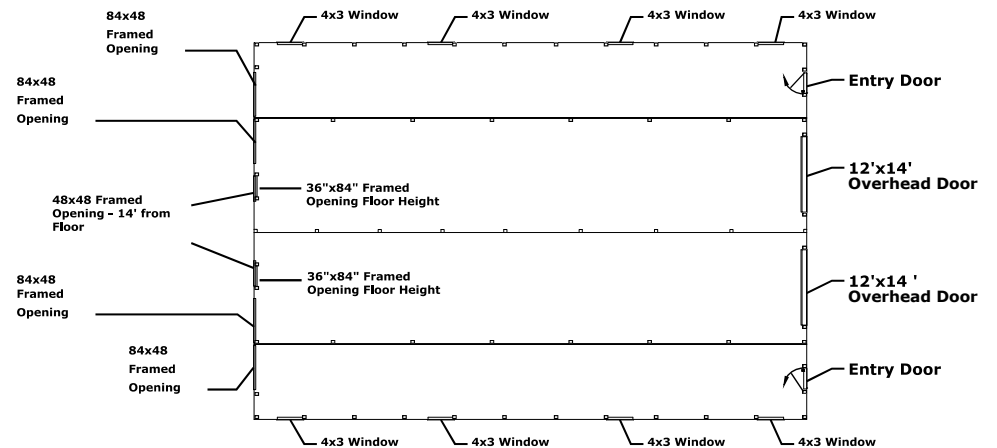 84x48
Framed
Opening
4x3 Window
4x3 Window
4x3 Window
4x3 Window
84x48
Framed
Opening
Entry Door
12'x14'
Overhead Door
36"x84" Framed
Opening Floor Height
48x48 Framed
Opening – 14' from
Floor
36"x84" Framed
Opening Floor Height
84x48
Framed
Opening
12'x14 '
Overhead Door
84x48
Framed
Opening
Entry Door
4x3 Window
4x3 Window
4x3 Window
4x3 Window